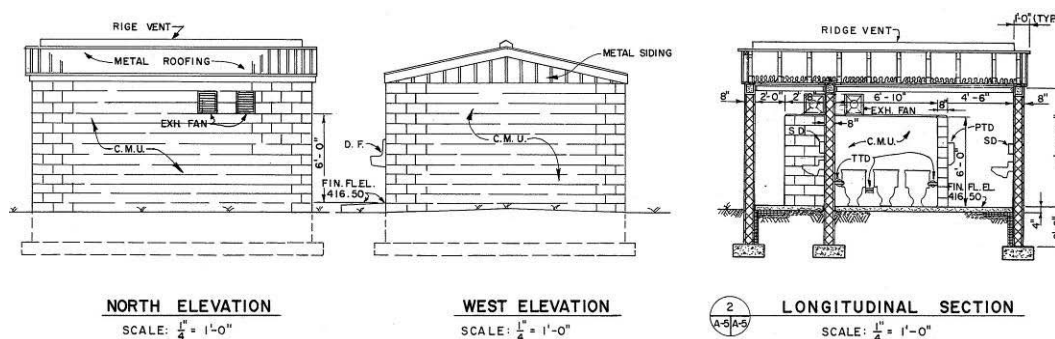 RIGE VENT
METAL ROOFING
EXH. FAN
C.M.U.
6'-0"
NORTH ELEVATION
SCALE: 1/4" = 1'-0"
METAL SIDING
D.F.
C.M.U.
FIN. FL. EL.
416.50
WEST ELEVATION
SCALE: 1/4" = 1'-0"
1'-0" (TYP.
RIDGE VENT
8"
2'-0"
2'
8"
6'-10"
8"
4'-6"
8"
EXH. FAN
SD
8"
C.M.U.
PTD
SD
TTD
6'-0"
FIN. FL. EL.
416.50
4"
2
A-5 A-5
LONGITUDINAL SECTION
SCALE: 1/4" = 1'-0"